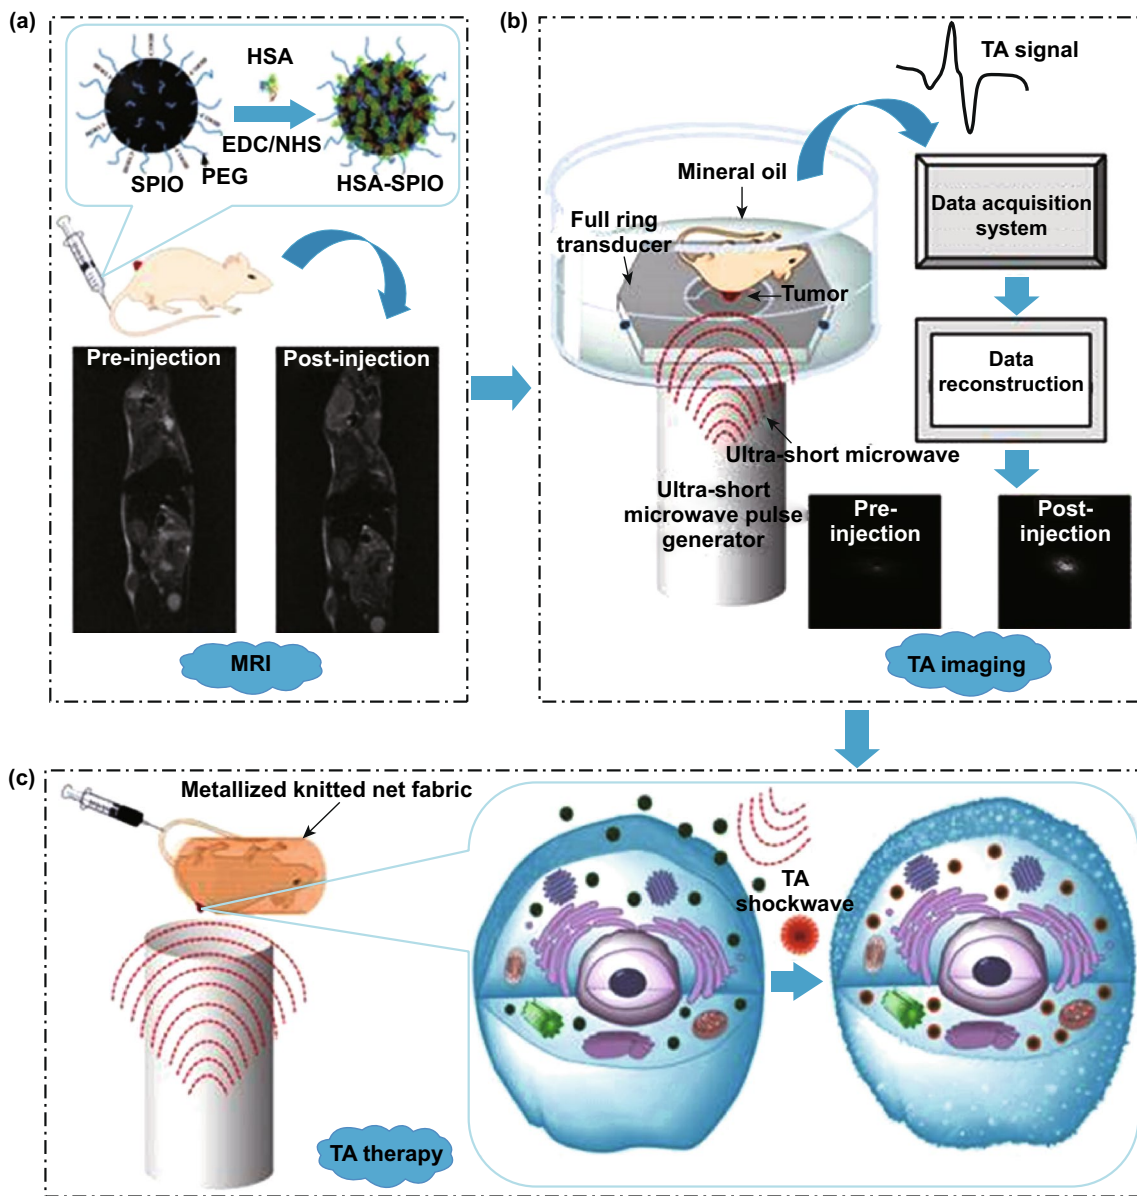 (a)
HSA
EDC/NHS
SPIO
PEG
HSA-SPIO
Pre-injection
Post-injection
MRI
(b)
TA signal
Mineral oil
Full ring
transducer
Tumor
Data acquisition
system
Data
reconstruction
Ultra-short microwave
Ultra-short
microwave pulse
generator
Pre-
injection
Post-
injection
TA imaging
(c)
Metallized knitted net fabric
TA
shockwave
TA therapy